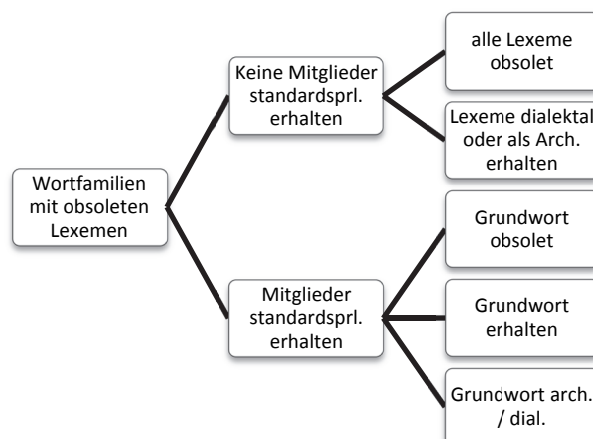 alle Lexeme
obsolet
Keine Mitglieder
standardsprl.
erhalten
Lexeme dialektal
oder als Arch.
erhalten
Wortfamilien
mit obsoleten
Lexemen
Grundwort
obsolet
Mitglieder
standardsprl.
erhalten
Grundwort
erhalten
Grundwort arch.
/ dial.